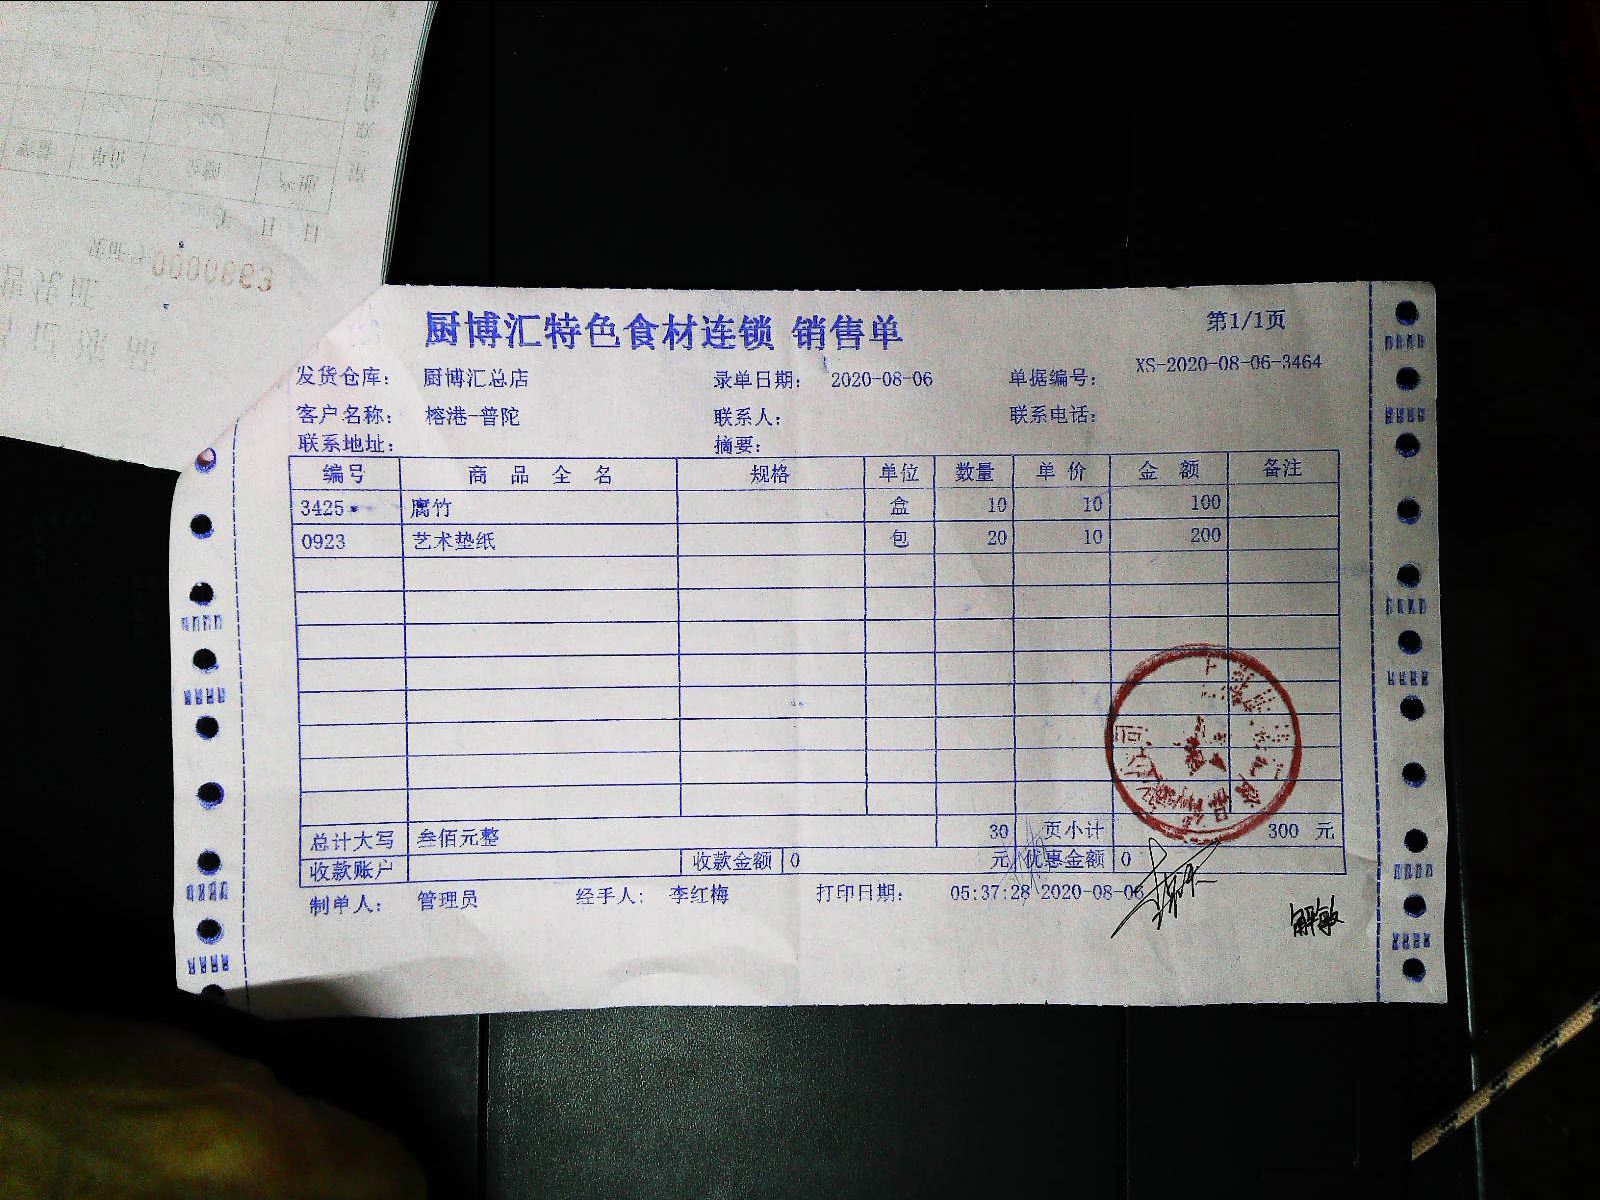 厨博汇特色食材连锁 销售单
第1/1页
发货仓库: 厨博汇总店 录单日期: 2020-08-06 单据编号: XS-2020-08-06-3464
客户名称: 榕港-普陀 联系人: 联系电话:
联系地址: 摘要:
编号 商品全名 规格 单位 数量 单价 金额 备注
3425 腐竹 盒 10 10 100
0923 艺术垫纸 包 20 10 200
总计大写 叁佰元整 30 页小计 300 元
收款账户 收款金额 0 元 优惠金额 0
制单人: 管理员 经手人: 李红梅 打印日期: 05:37:28 2020-08-06